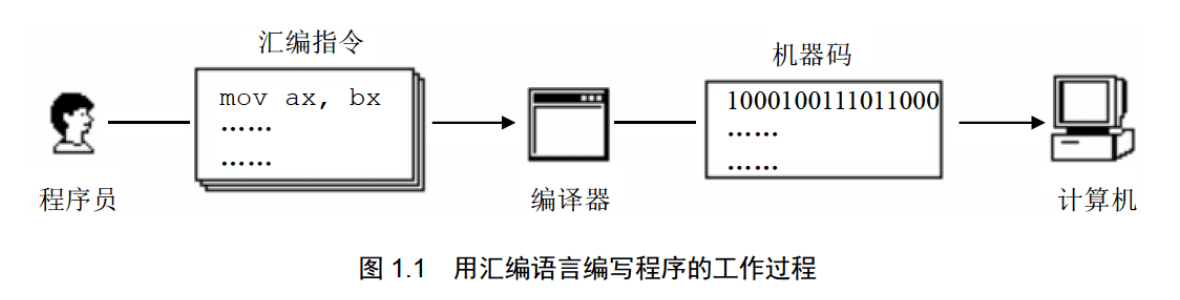 汇编指令
机器码
mov ax, bx
……
……
1000100111011000
……
……
程序员
编译器
计算机
图 1.1 用汇编语言编写程序的工作过程